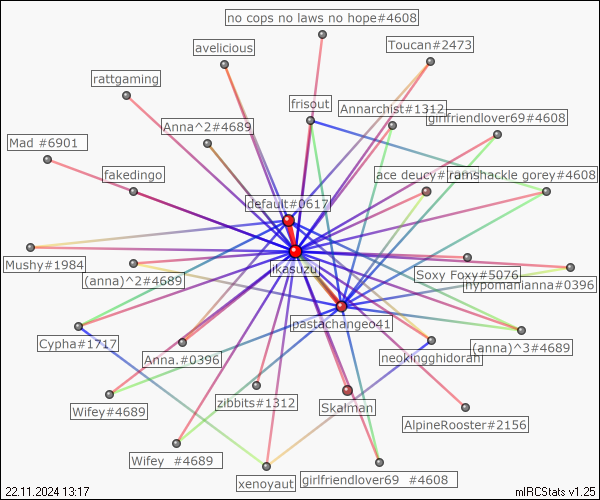 no cops no laws no hope#4608
avelicious
Toucan#2473
rattgaming
frisout
Annarchist#1312
girlfriendlover69#4608
Anna^2#4689
Mad #6901
fakedingo
ace deucy#
ramshackle gorey#4608
default#0617
Mushy#1984
ikasuzu
(anna)^2#4689
Soxy Foxy#5076
hypomanianna#0396
pastachangeo41
Cypha#1717
Anna.#0396
neokingghidorah
(anna)^3#4689
Wifey#4689
zibbits#1312
Skalman
AlpineRooster#2156
Wifey #4689
xenoyaut
girlfriendlover69 #4608
22.11.2024 13:17
mIRCStats v1.25